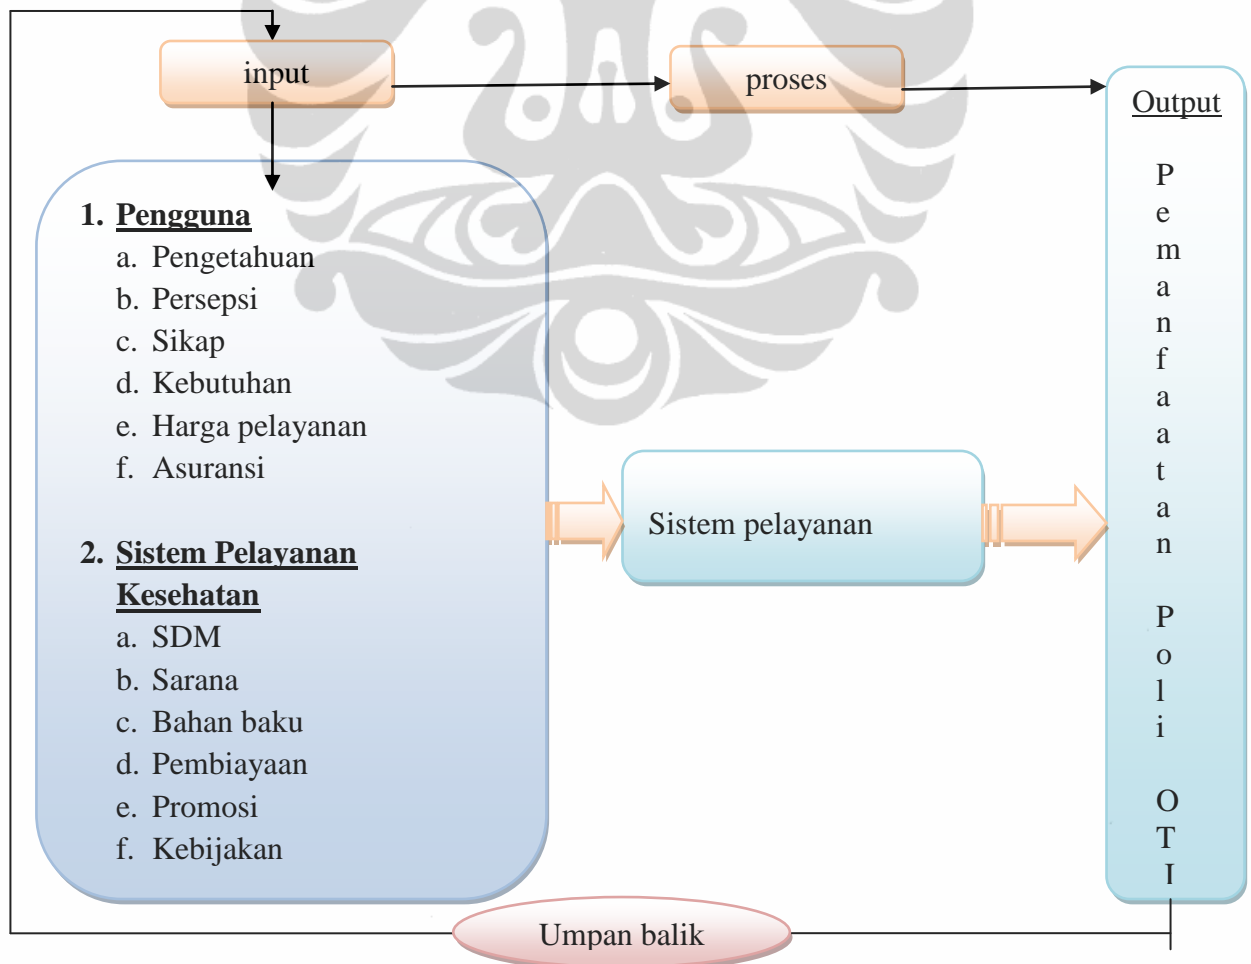 input
proses
Output
1. Pengguna
a. Pengetahuan
b. Persepsi
c. Sikap
d. Kebutuhan
e. Harga pelayanan
f. Asuransi
2. Sistem Pelayanan
Kesehatan
a. SDM
b. Sarana
c. Bahan baku
d. Pembiayaan
e. Promosi
f. Kebijakan
Sistem pelayanan
P
e
m
a
n
f
a
a
t
a
n
P
o
l
i
O
T
I
Umpan balik